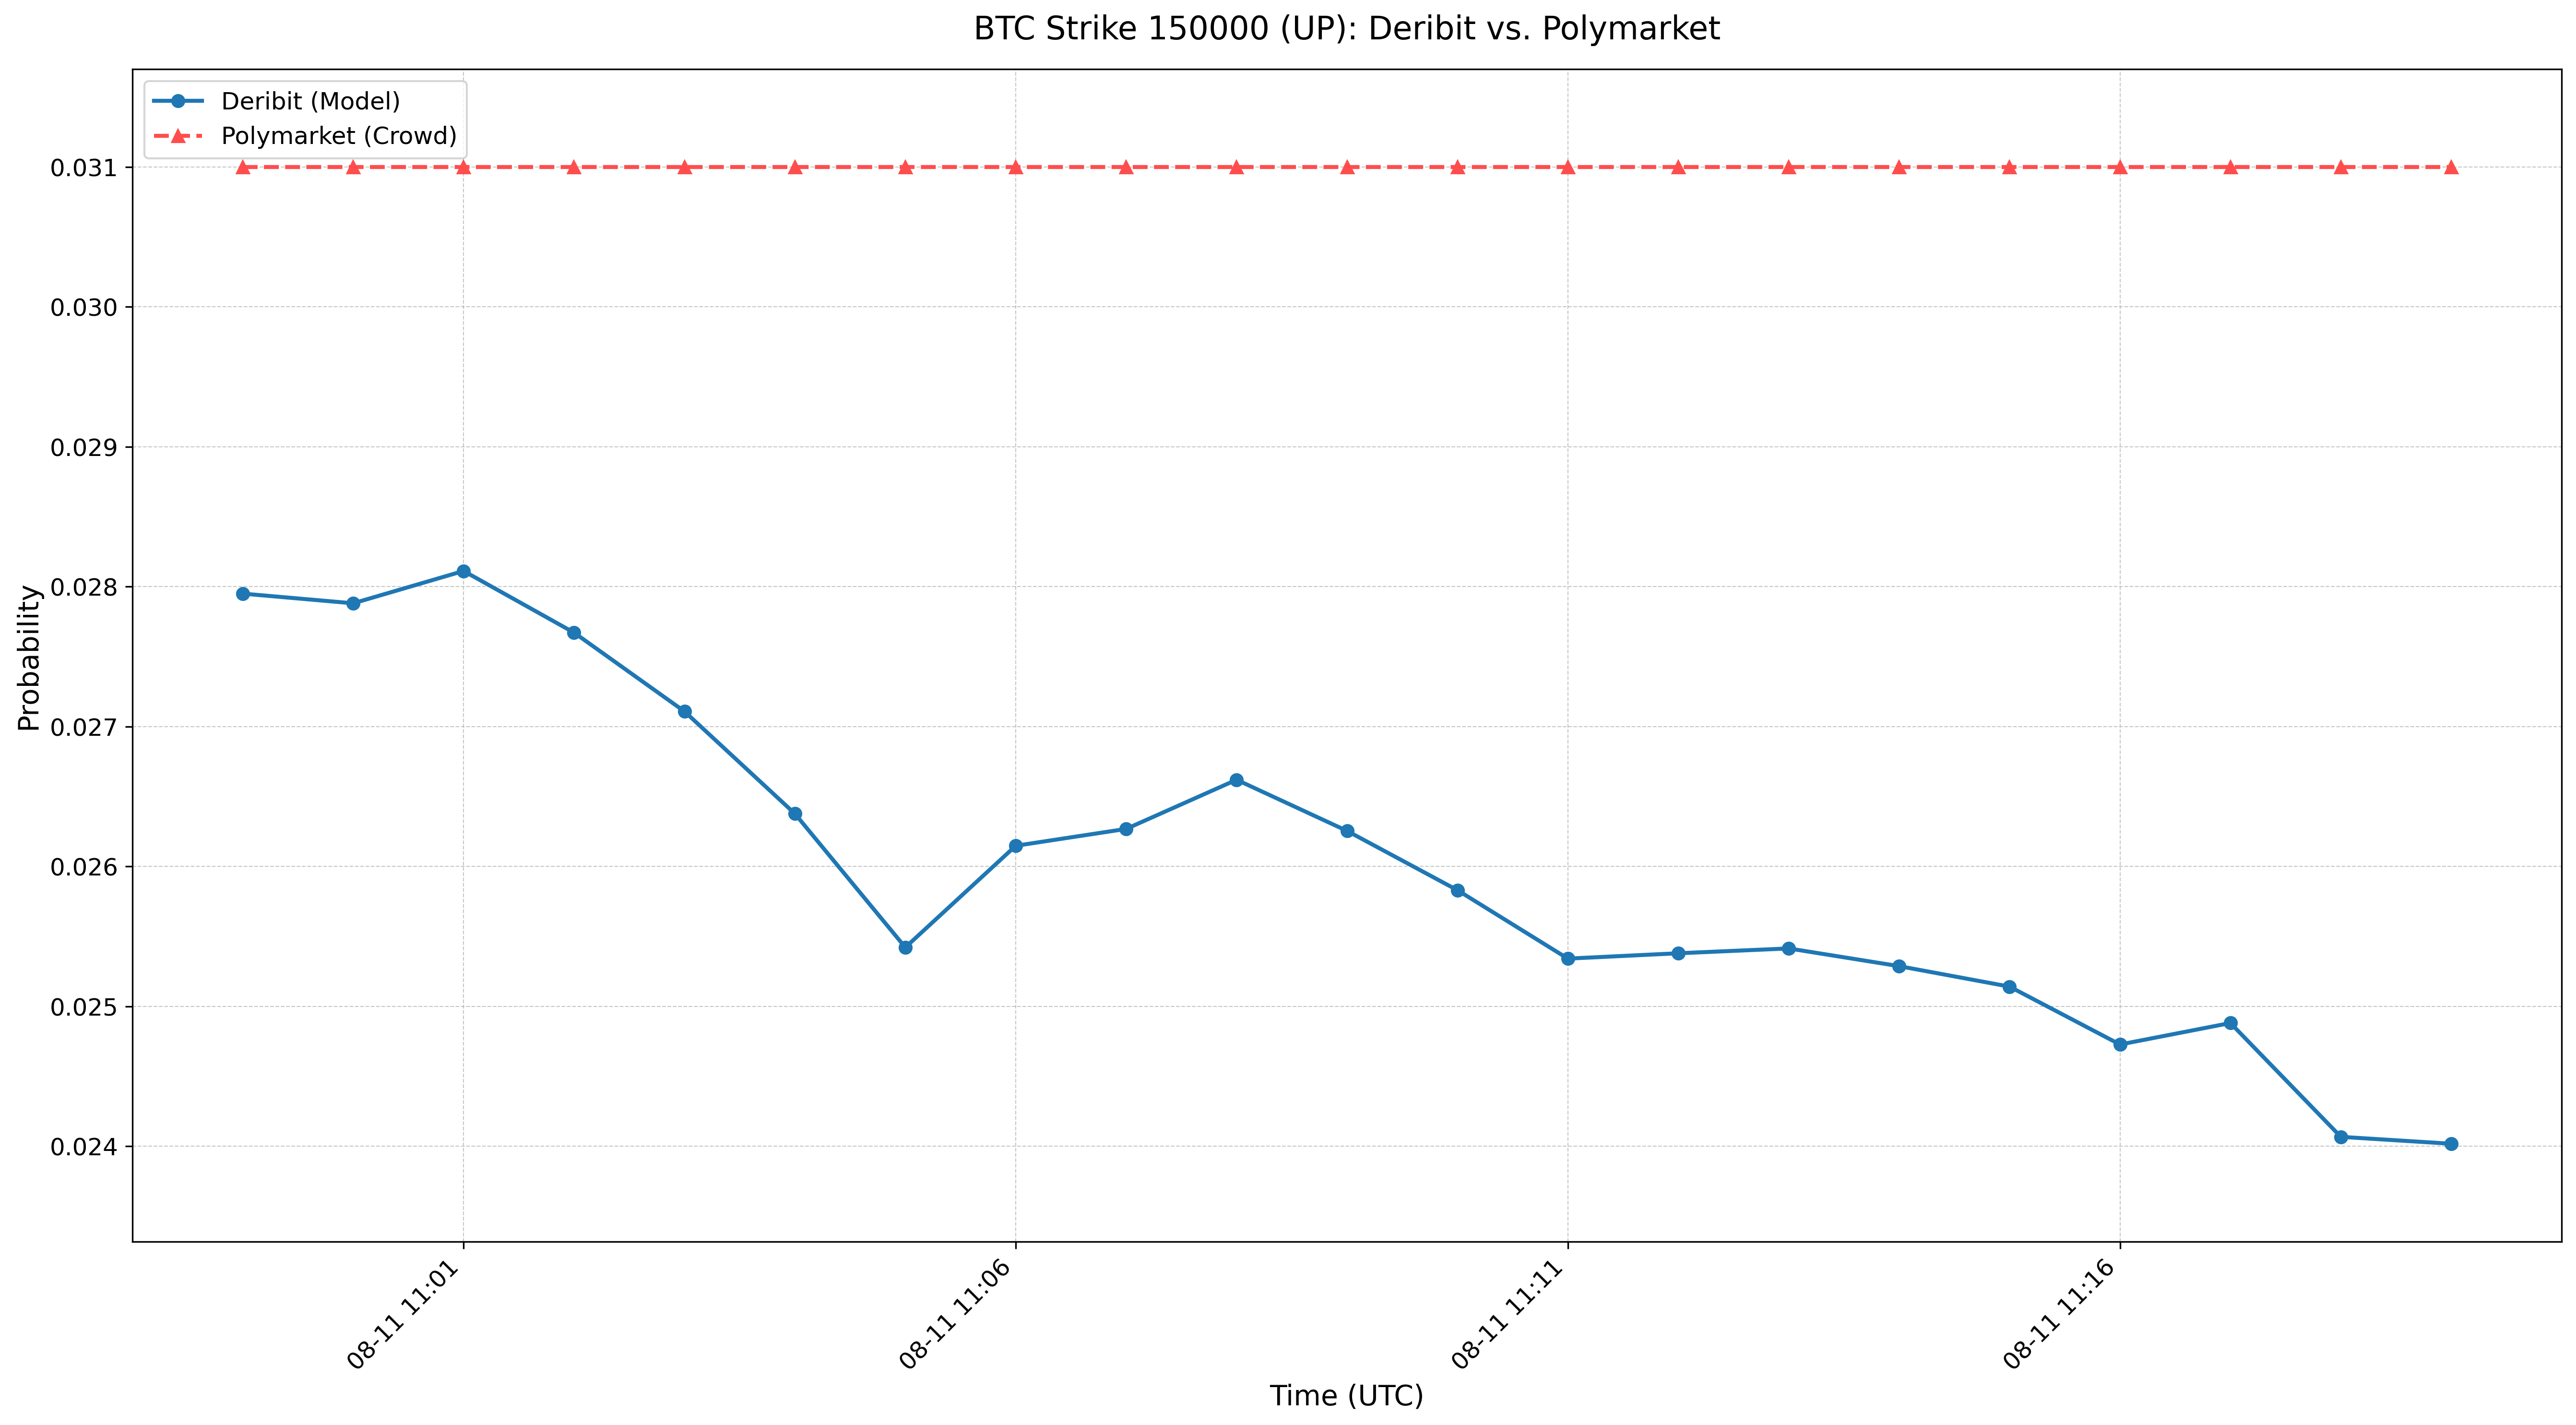 BTC Strike 150000 (UP): Deribit vs. Polymarket
Deribit (Model)
Polymarket (Crowd)
Probability
0.031
0.030
0.029
0.028
0.027
0.026
0.025
0.024
08-11 11:01
08-11 11:06
08-11 11:11
08-11 11:16
Time (UTC)